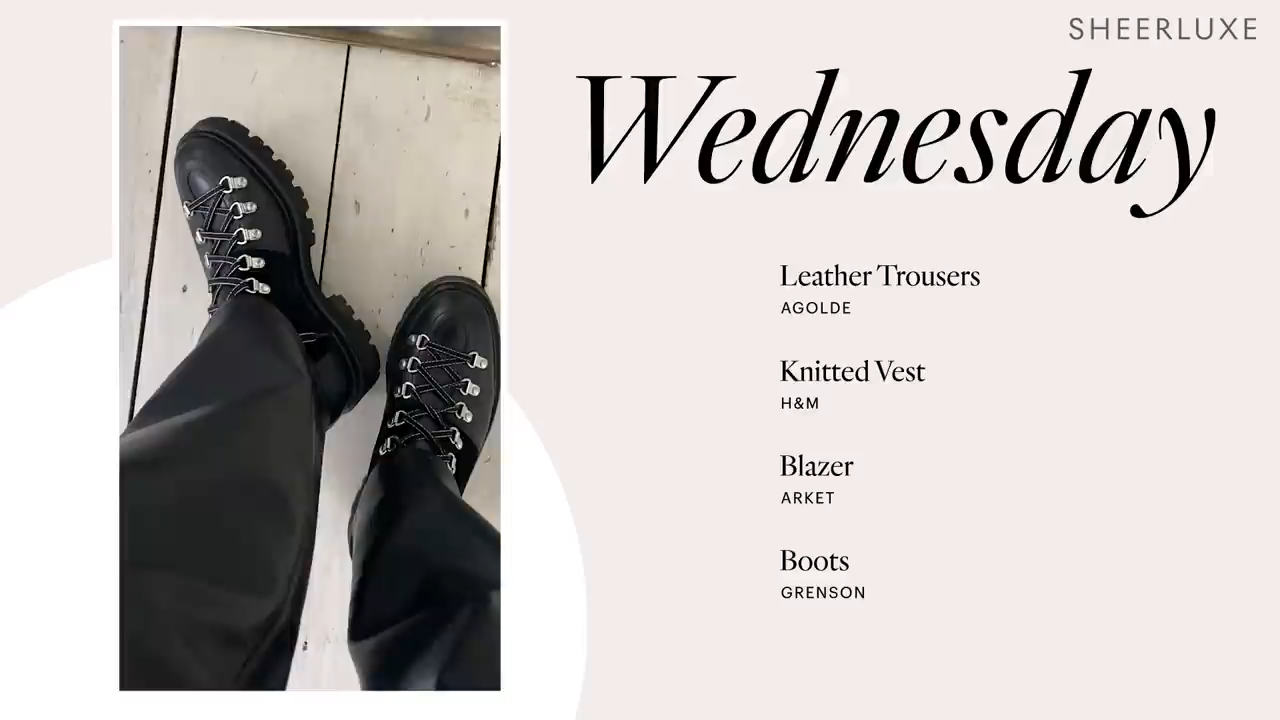 SHEERLUXE
Wednesday
Leather Trousers
AGOLDE
Knitted Vest
H&M
Blazer
ARKET
Boots
GRENSON